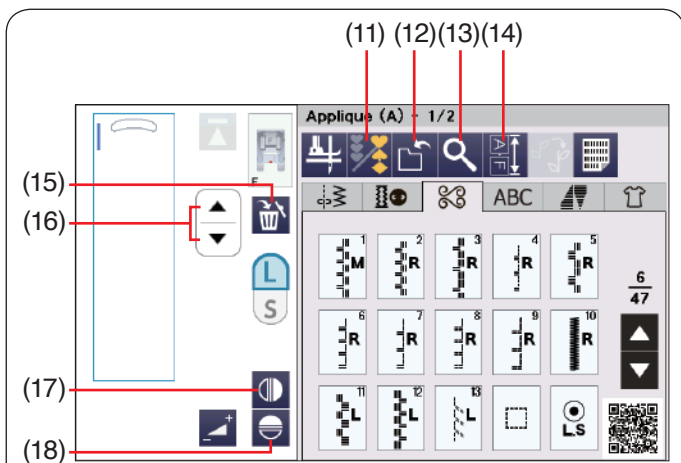 (11) (12)(13)(14)
Applique (A) - 1/2
F
A F
(15)
(16)
ABC
L
S
1 M
2 R
3 R
4 R
5 R
6
47
6 R
7 R
8 R
9 R
10 R
(17)
11 L
12 L
13 L
L.S
(18)
+
−